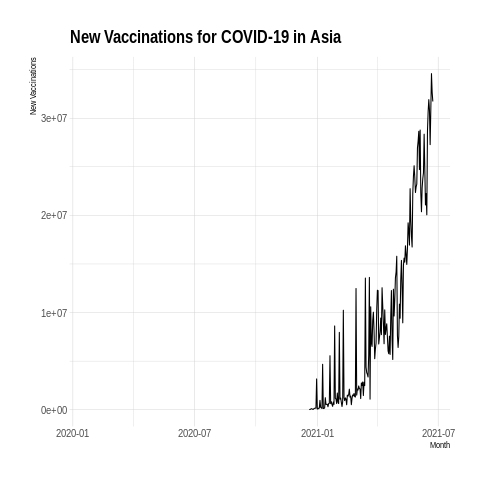 New Vaccinations for COVID-19 in Asia
New Vaccinations
3e+07
2e+07
1e+07
0e+00
2020-01 2020-07 2021-01 2021-07
Month